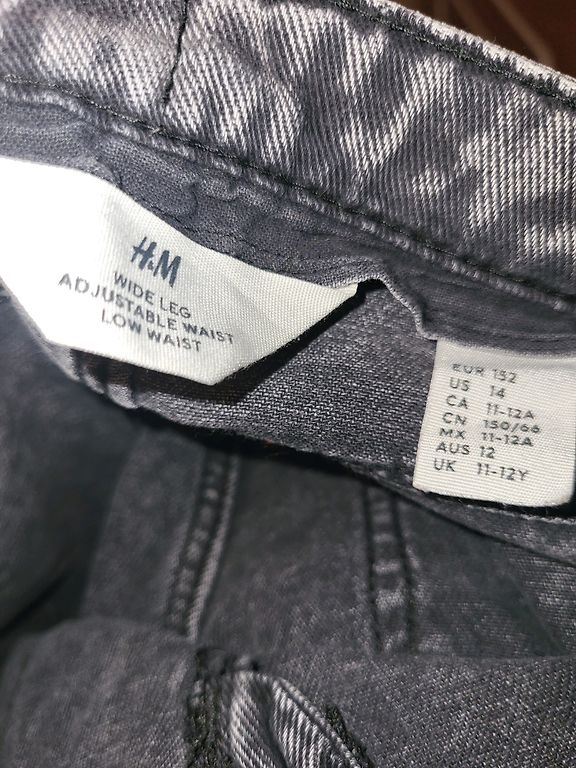 H&M
WIDE LEG
ADJUSTABLE WAIST
LOW WAIST
EUR 152
US 14
CA 11-12A
CN 150/66
MX 11-12A
AUS 12
UK 11-12Y